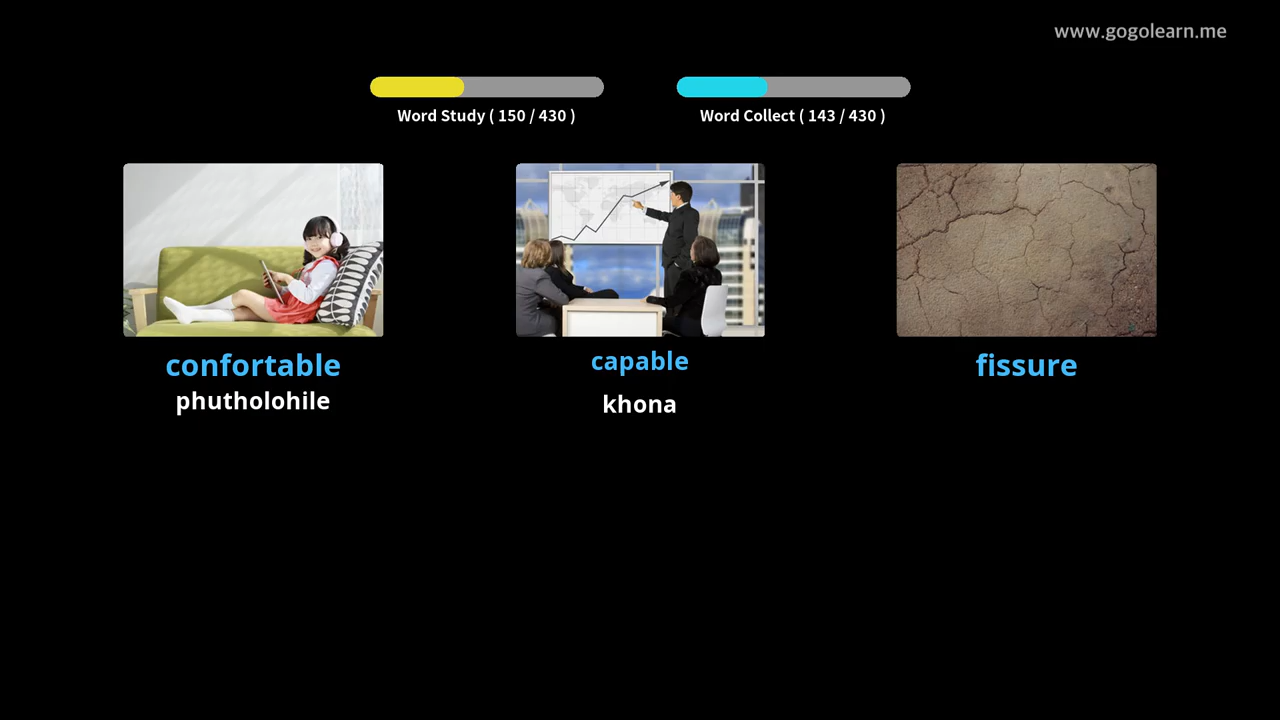 www.gogolearn.me
Word Study ( 150 / 430 )
Word Collect ( 143 / 430 )
confortable
phutholohile
capable
khona
fissure